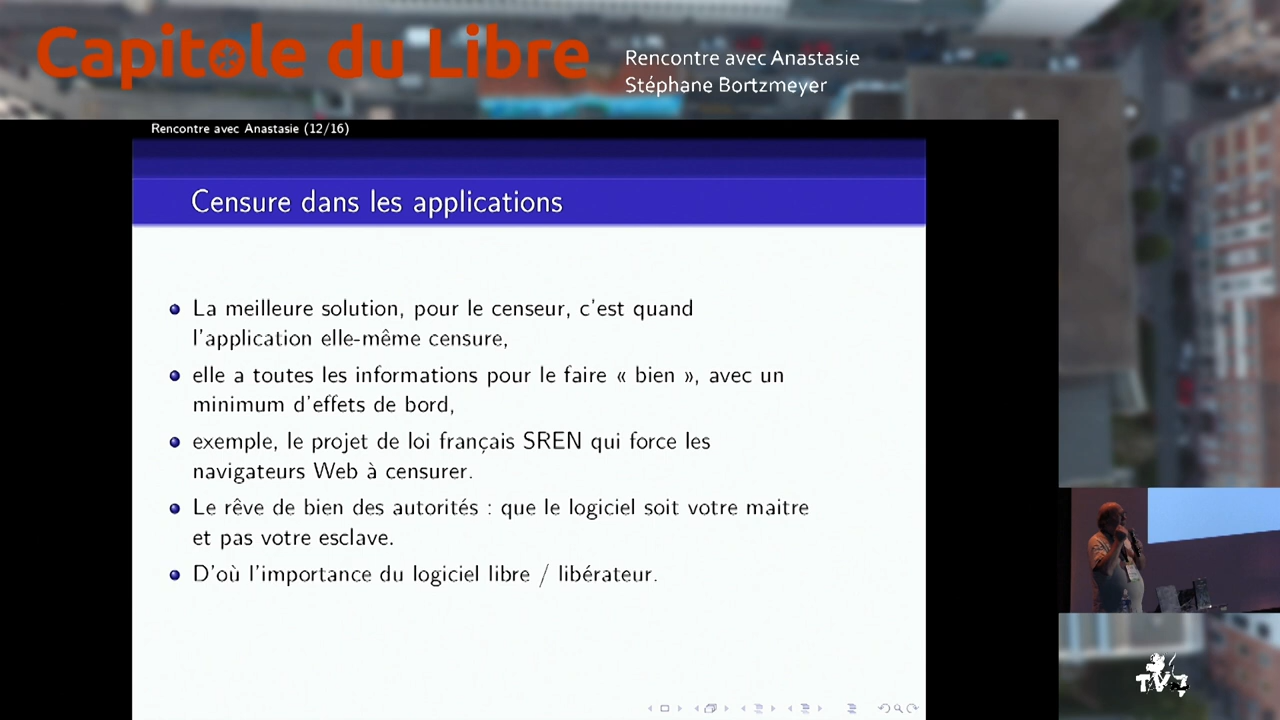 Capitole du Libre
Rencontre avec Anastasie
Stéphane Bortzmeyer
Rencontre avec Anastasie (12/16)
Censure dans les applications
La meilleure solution, pour le censeur, c'est quand
l'application elle-même censure,
elle a toutes les informations pour le faire « bien », avec un
minimum d'effets de bord,
exemple, le projet de loi français SREN qui force les
navigateurs Web à censurer.
Le rêve de bien des autorités : que le logiciel soit votre maitre
et pas votre esclave.
D'où l'importance du logiciel libre / libérateur.
TV7